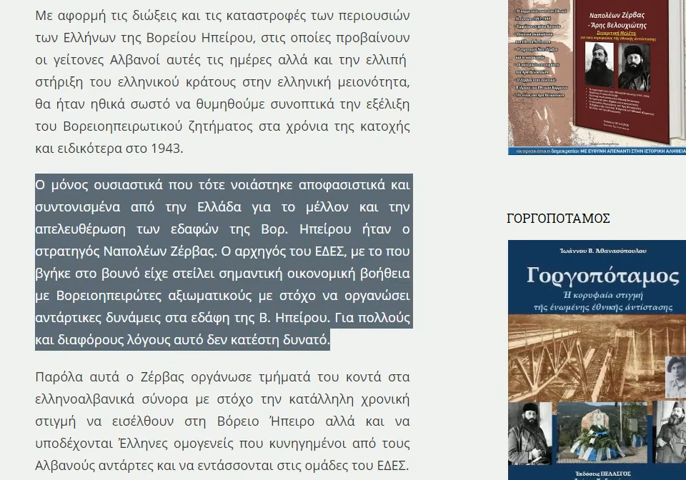 Με αφορμή τις διώξεις και τις καταστροφές των περιουσιών
των Ελλήνων της Βορείου Ηπείρου, στις οποίες προβαίνουν
οι γείτονες Αλβανοί αυτές τις ημέρες αλλά και την ελλιπή
στήριξη του ελληνικού κράτους στην ελληνική μειονότητα,
θα ήταν ηθικά σωστό να θυμηθούμε συνοπτικά την εξέλιξη
του Βορειοηπειρωτικού ζητήματος στα χρόνια της κατοχής
και ειδικότερα στο 1943.
Ο μόνος ουσιαστικά που τότε νοιάστηκε αποφασιστικά και
συντονισμένα από την Ελλάδα για το μέλλον και την
απελευθέρωση των εδαφών της Βορ. Ηπείρου ήταν ο
στρατηγός Ναπολέων Ζέρβας. Ο αρχηγός του ΕΔΕΣ, με το που
βγήκε στο βουνό είχε στείλει σημαντική οικονομική βοήθεια
με Βορειοηπειρώτες αξιωματικούς με στόχο να οργανώσει
αντάρτικες δυνάμεις στα εδάφη της Β. Ηπείρου. Για πολλούς
και διαφόρους λόγους αυτό δεν κατέστη δυνατό.
Παρόλα αυτά ο Ζέρβας οργάνωσε τμήματά του κοντά στα
ελληνοαλβανικά σύνορα με στόχο την κατάλληλη χρονική
στιγμή να εισέλθουν στη Βόρειο Ήπειρο αλλά και να
υποδέχονται Έλληνες ομογενείς που κυνηγημένοι από τους
Αλβανούς αντάρτες και να εντάσσονται στις ομάδες του ΕΔΕΣ.
Ναπολέων Ζέρβας
- Άρης Βελουχιώτης
ΓΟΡΓΟΠΟΤΑΜΟΣ
Ἰωάννου Β. Ἀθανασόπουλου
Γοργοπόταμος
Ἡ κορυφαία στιγμή
τῆς ἑνωμένης ἐθνικῆς ἀντίστασης
Ἐκδόσεις ΠΕΛΑΣΓΟΣ